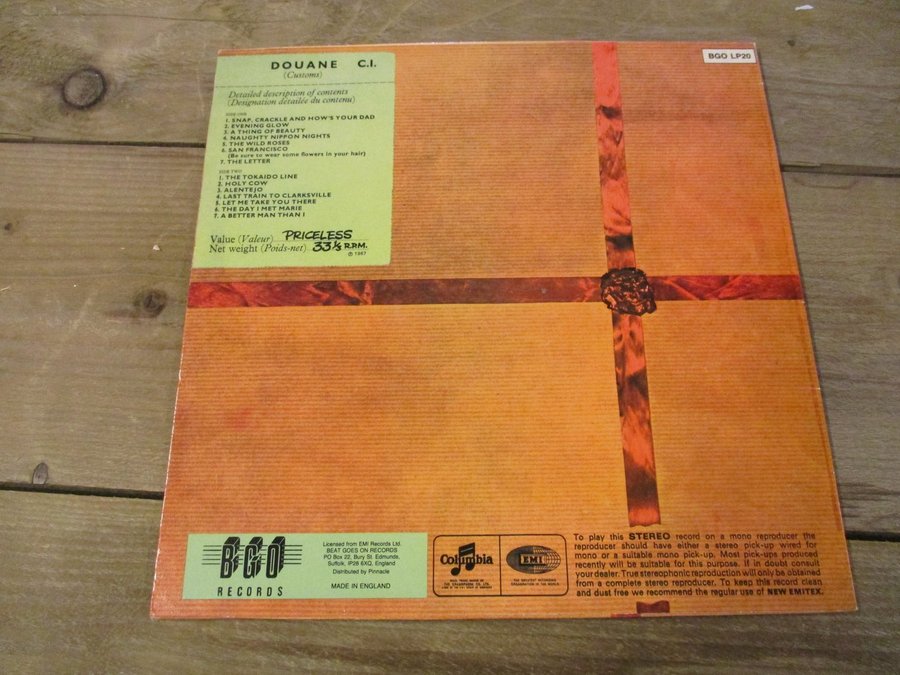 BGO LP20
DOUANE C.I.
(Customs)
Detailed description of contents
(Designation détailée du contenu)
SIDE ONE
1. SNAP, CRACKLE AND HOW'S YOUR DAD
2. EVENING GLOW
3. A THING OF BEAUTY
4. NAUGHTY NIPPON NIGHTS
5. THE WILD ROSES
6. SAN FRANCISCO
(Be sure to wear some flowers in your hair)
7. THE LETTER
SIDE TWO
1. THE TOKAIDO LINE
2. HOLY COW
3. ALENTEJO
4. LAST TRAIN TO CLARKSVILLE
5. LET ME TAKE YOU THERE
6. THE DAY I MET MARIE
7. A BETTER MAN THAN I
Value (Valeur) PRICELESS
Net weight (Poids-net) 33⅓ R.P.M.
℗ 1967
BGO
RECORDS
Licensed from EMI Records Ltd.
BEAT GOES ON RECORDS
PO Box 22, Bury St. Edmunds,
Suffolk, IP28 6XQ, England
Distributed by Pinnacle
MADE IN ENGLAND
Columbia
EMI
To play this STEREO record on a mono reproducer the
reproducer should have either a stereo pick-up wired for
mono or a suitable mono pick-up. Most pick-ups produced
recently will be suitable for this purpose. If in doubt consult
your dealer. True stereophonic reproduction will only be obtained
from a complete stereo reproducer. To keep this record clean
and dust free we recommend the regular use of NEW EMITEX.